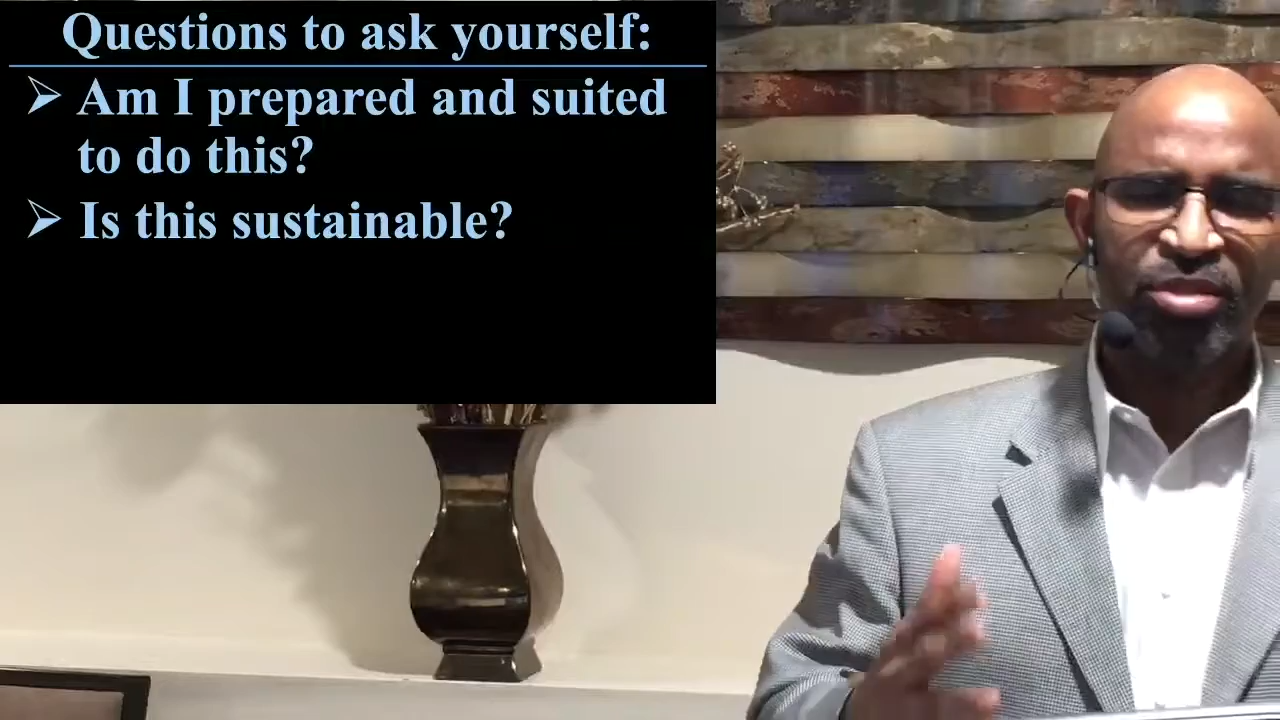 Questions to ask yourself:
➢ Am I prepared and suited
to do this?
➢ Is this sustainable?